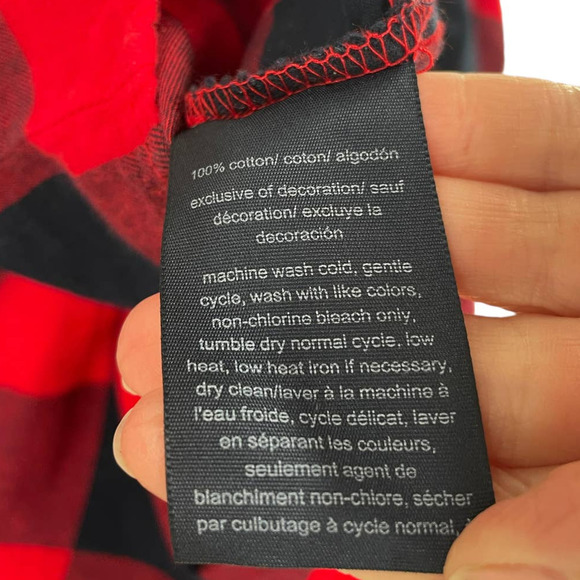 100% cotton/ coton/ algodón
exclusive of decoration/ sauf
décoration/ excluye la
decoración
machine wash cold, gentle
cycle, wash with like colors,
non-chlorine bleach only,
tumble dry normal cycle, low
heat, low heat iron if necessary,
dry clean/laver à la machine à
l'eau froide, cycle délicat, laver
en séparant les couleurs,
seulement agent de
blanchiment non-chlore, sécher
par culbutage à cycle normal, à